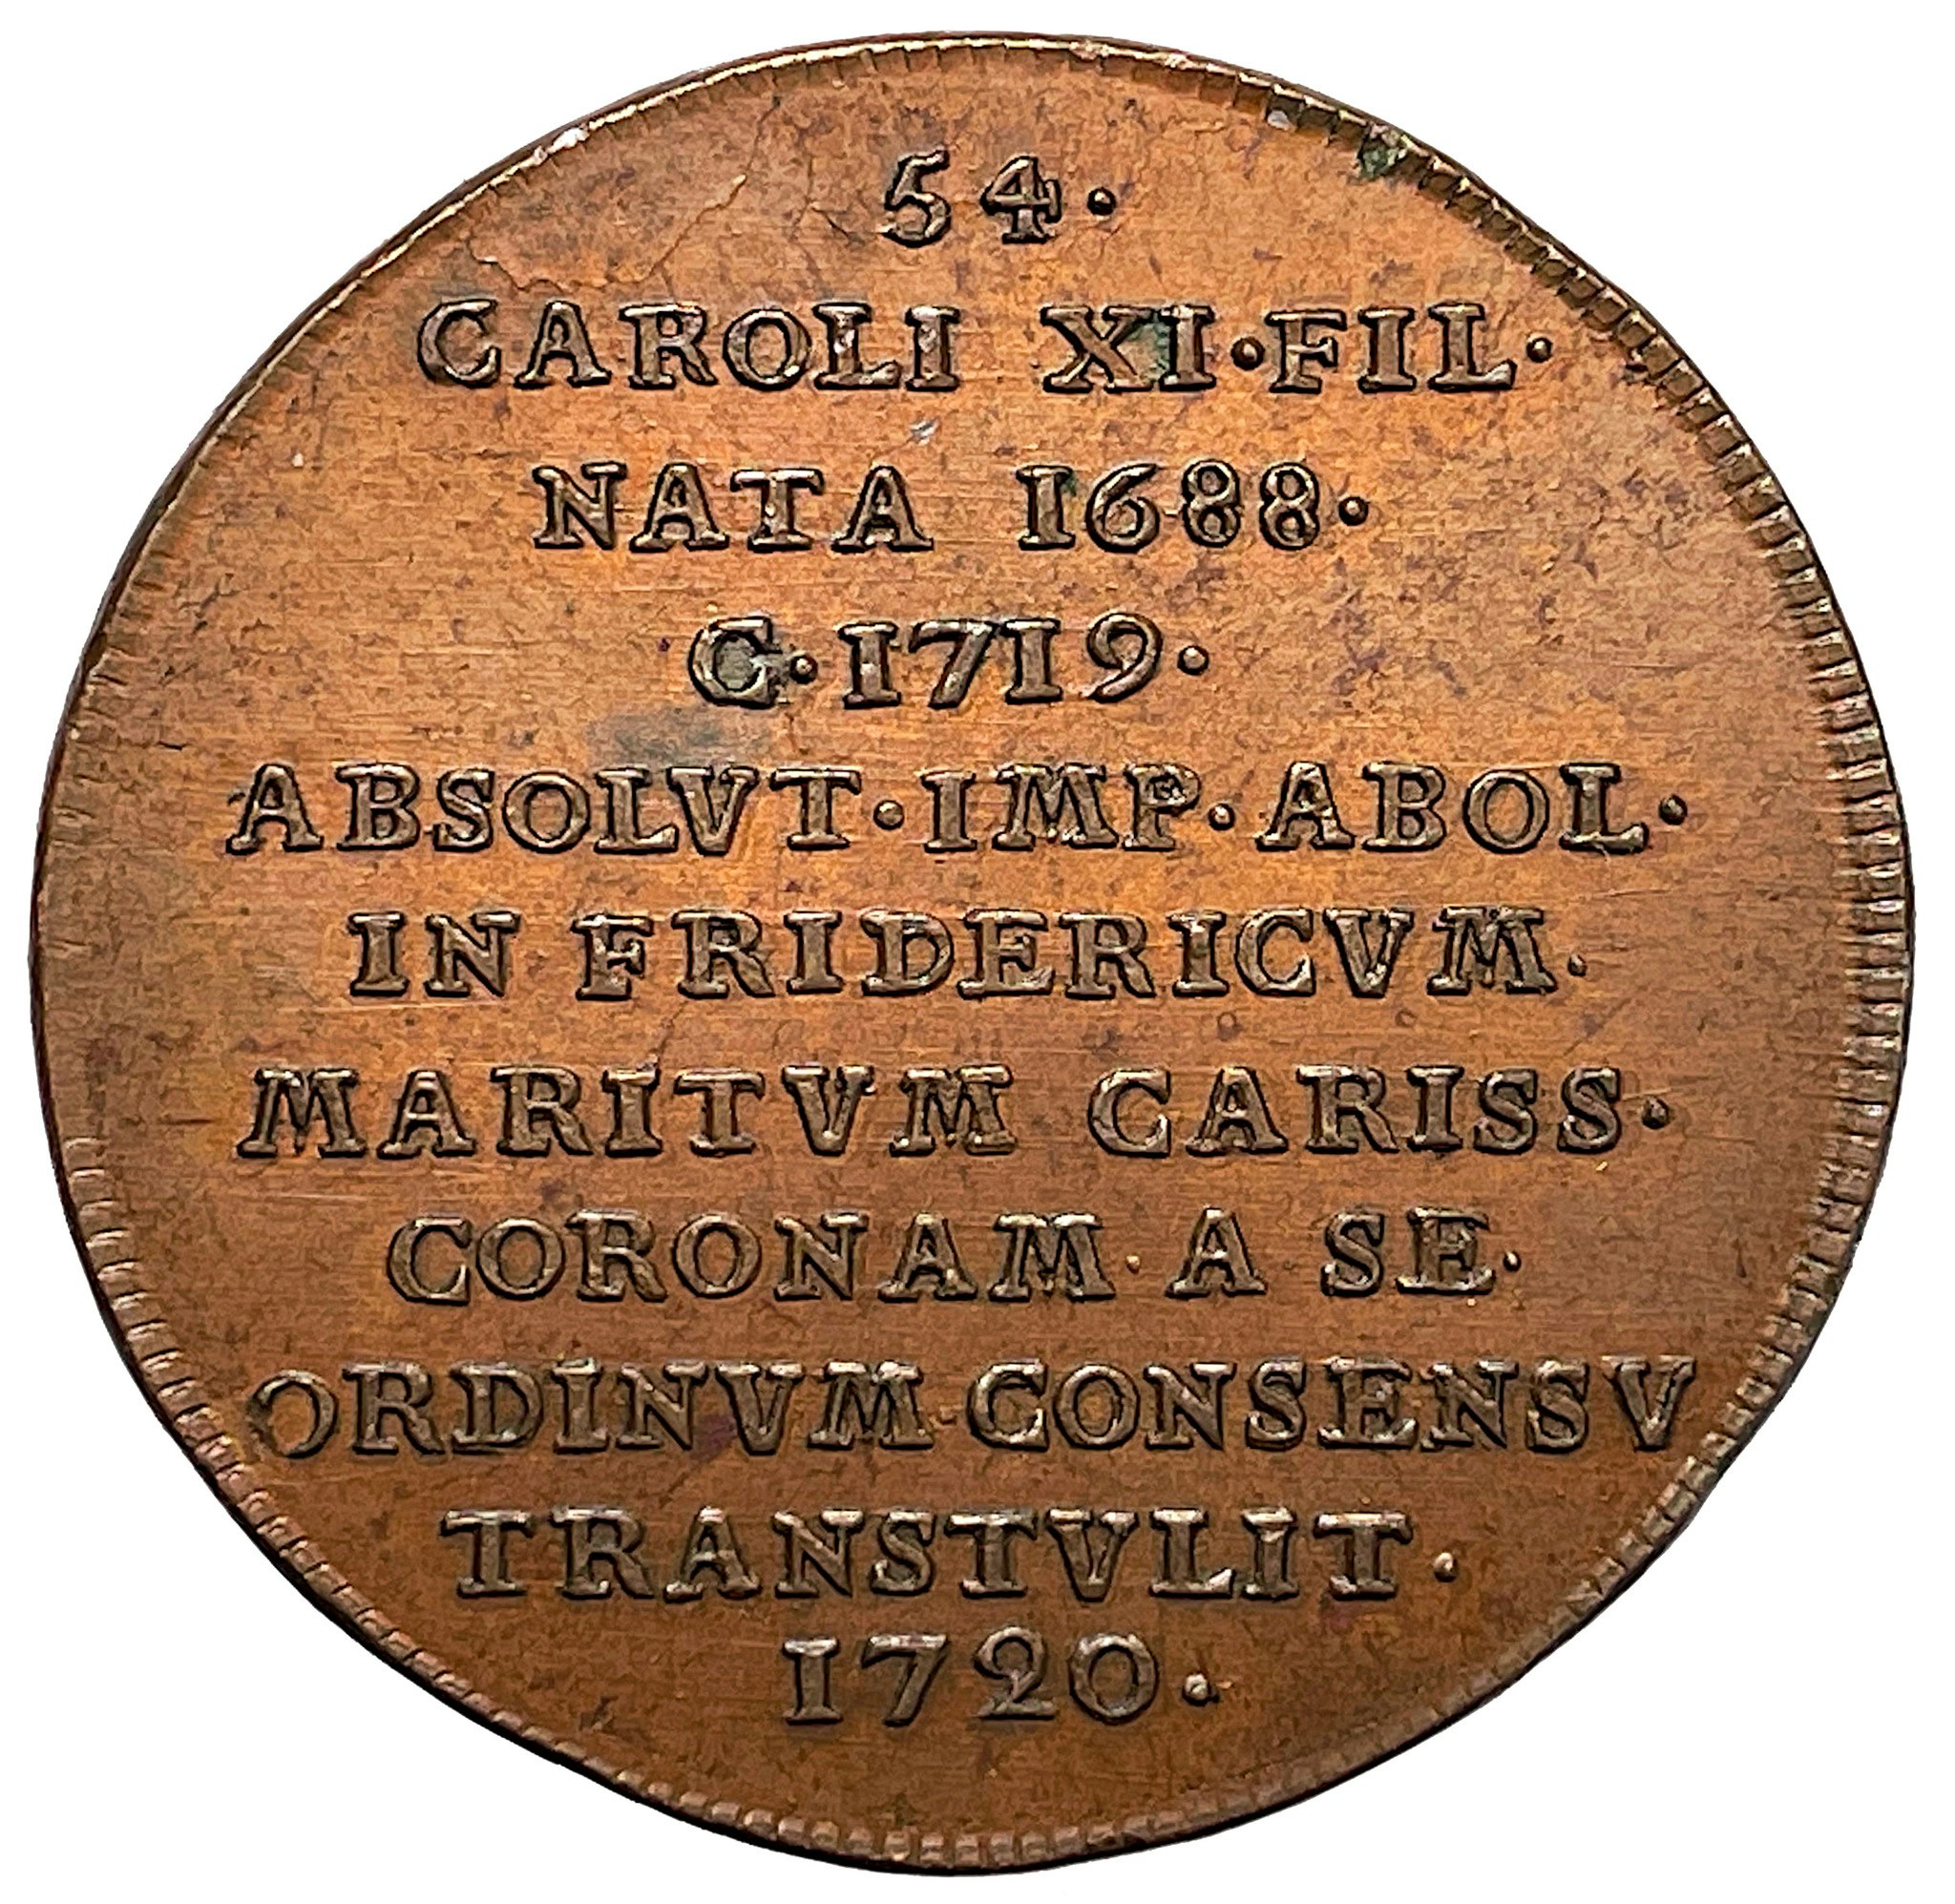 54·
CAROLI XI·FIL·
NATA 1688·
C·1719·
ABSOLVT·IMP·ABOL·
IN FRIDERICVM·
MARITVM CARISS·
CORONAM·A SE·
ORDINVM CONSENSV
TRANSTVLIT·
1720·